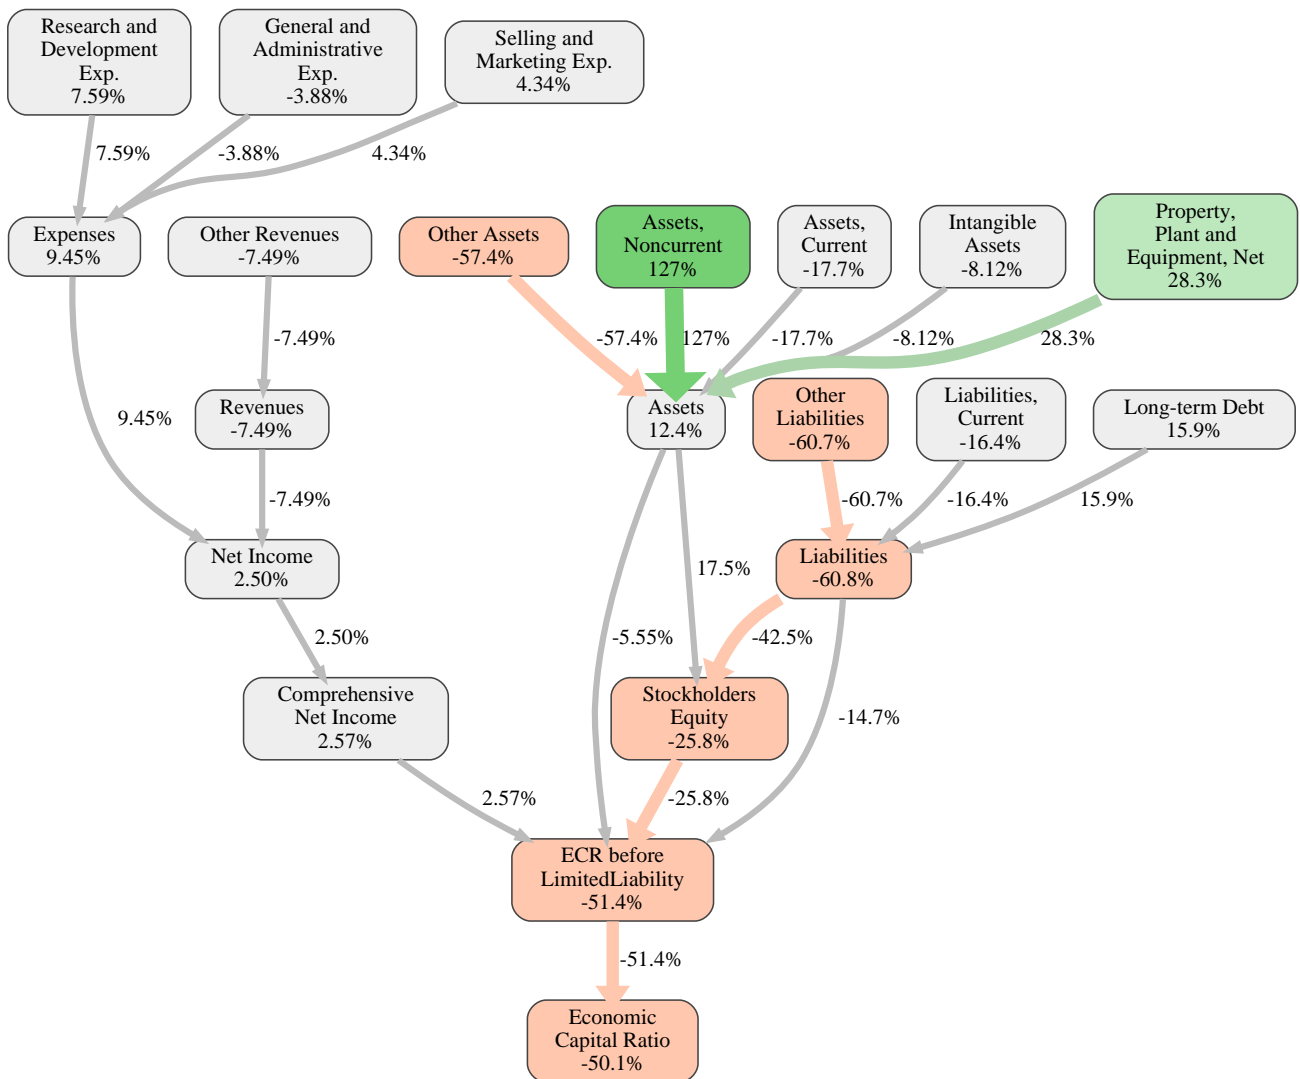 Research and
Development
Exp.
7.59%
General and
Administrative
Exp.
-3.88%
Selling and
Marketing Exp.
4.34%
7.59%
-3.88%
4.34%
Expenses
9.45%
Other Revenues
-7.49%
Other Assets
-57.4%
Assets,
Noncurrent
127%
Assets,
Current
-17.7%
Intangible
Assets
-8.12%
Property,
Plant and
Equipment, Net
28.3%
-7.49%
-57.4%
127%
-17.7%
-8.12%
28.3%
9.45%
Revenues
-7.49%
Assets
12.4%
Other
Liabilities
-60.7%
Liabilities,
Current
-16.4%
Long-term Debt
15.9%
-7.49%
-60.7%
-16.4%
15.9%
Net Income
2.50%
17.5%
Liabilities
-60.8%
2.50%
-5.55%
-42.5%
Comprehensive
Net Income
2.57%
Stockholders
Equity
-25.8%
-14.7%
2.57%
-25.8%
ECR before
LimitedLiability
-51.4%
-51.4%
Economic
Capital Ratio
-50.1%